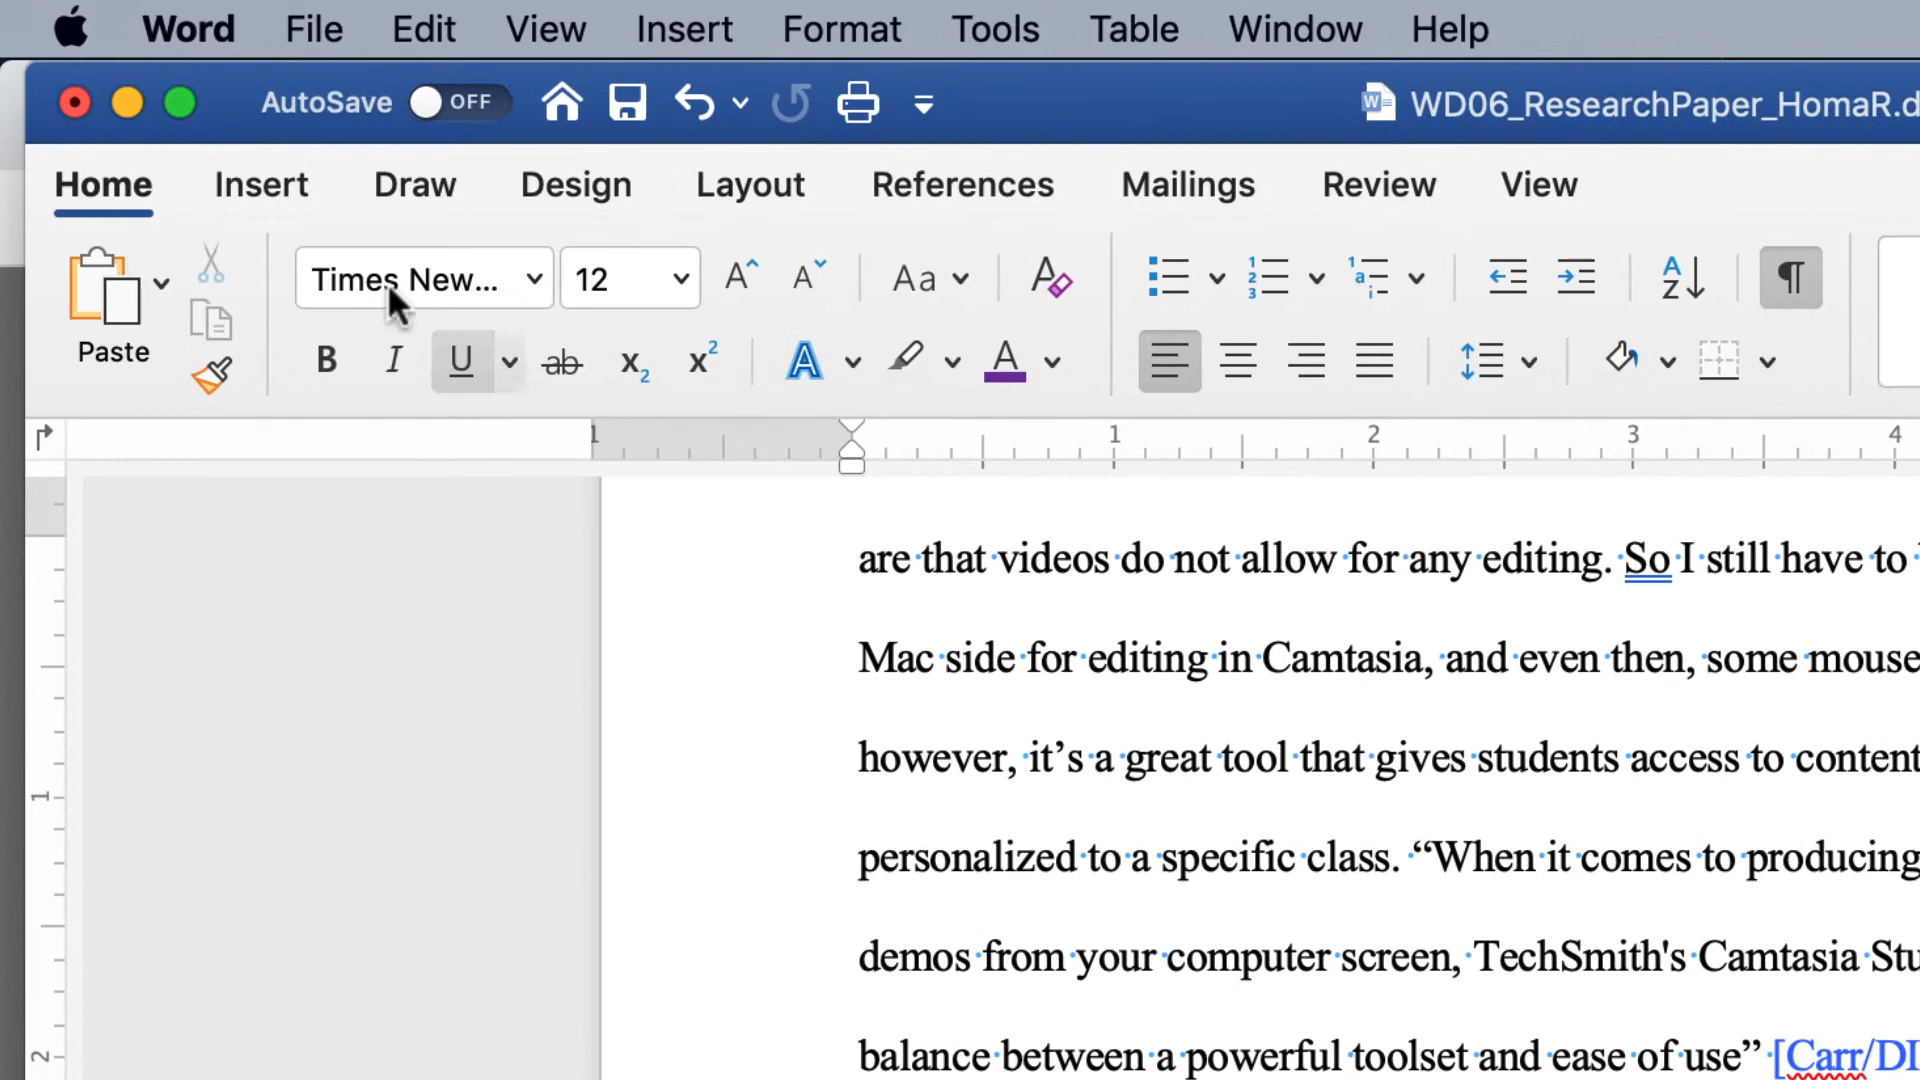 Word File Edit View Insert Format Tools Table Window Help
AutoSave OFF WD06_ResearchPaper_HomaR.d
Home Insert Draw Design Layout References Mailings Review View
Paste
Times New... 12
Aa
B I U ab x2 x2 A A
1 1 2 3 4
1
2
are that videos do not allow for any editing. So I still have to
Mac side for editing in Camtasia, and even then, some mouse
however, it’s a great tool that gives students access to content
personalized to a specific class. “When it comes to producing
demos from your computer screen, TechSmith's Camtasia Stu
balance between a powerful toolset and ease of use” [Carr/DI